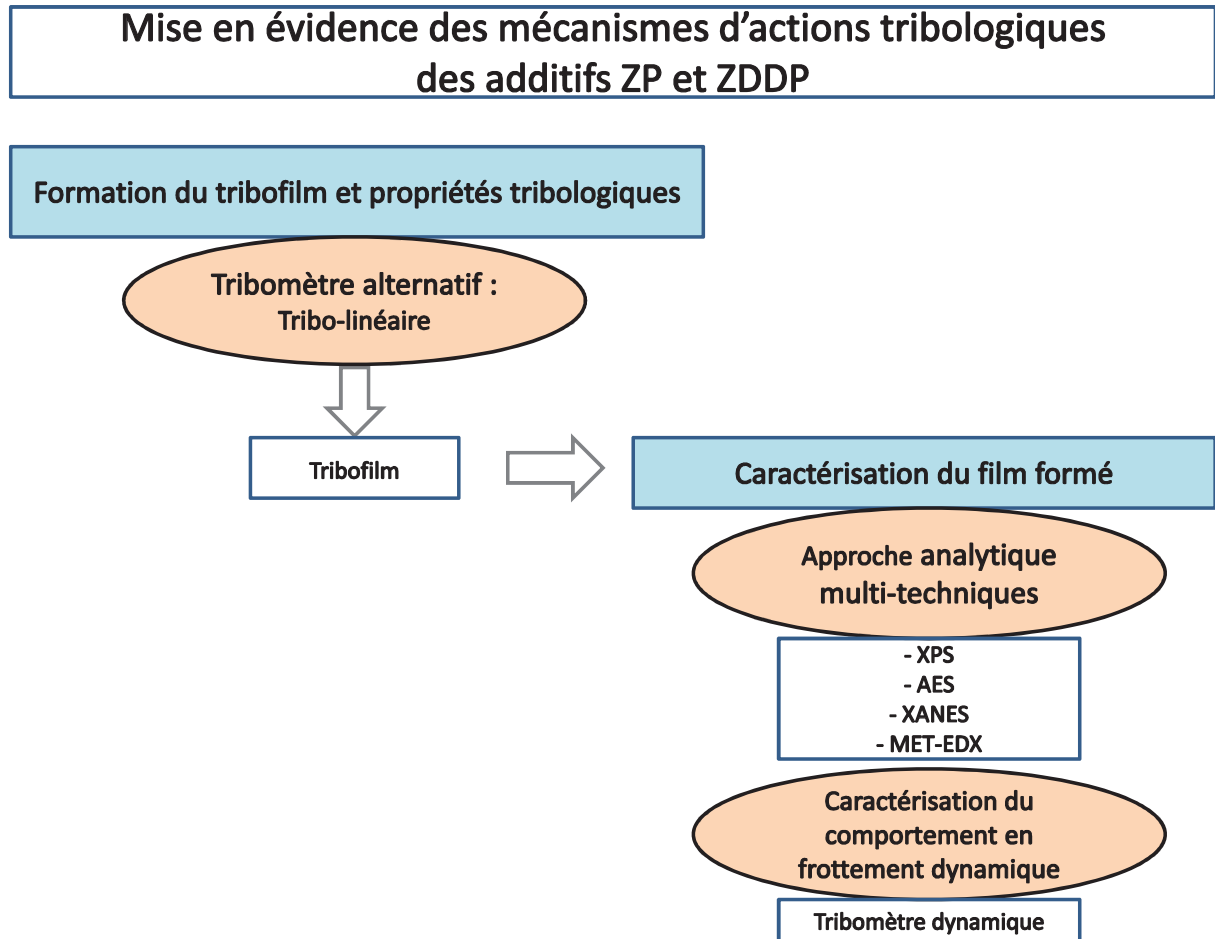 Mise en évidence des mécanismes d’actions tribologiques
des additifs ZP et ZDDP
Formation du tribofilm et propriétés tribologiques
Tribomètre alternatif :
Tribo-linéaire
Tribofilm
Caractérisation du film formé
Approche analytique
multi-techniques
- XPS
- AES
- XANES
- MET-EDX
Caractérisation du
comportement en
frottement dynamique
Tribomètre dynamique